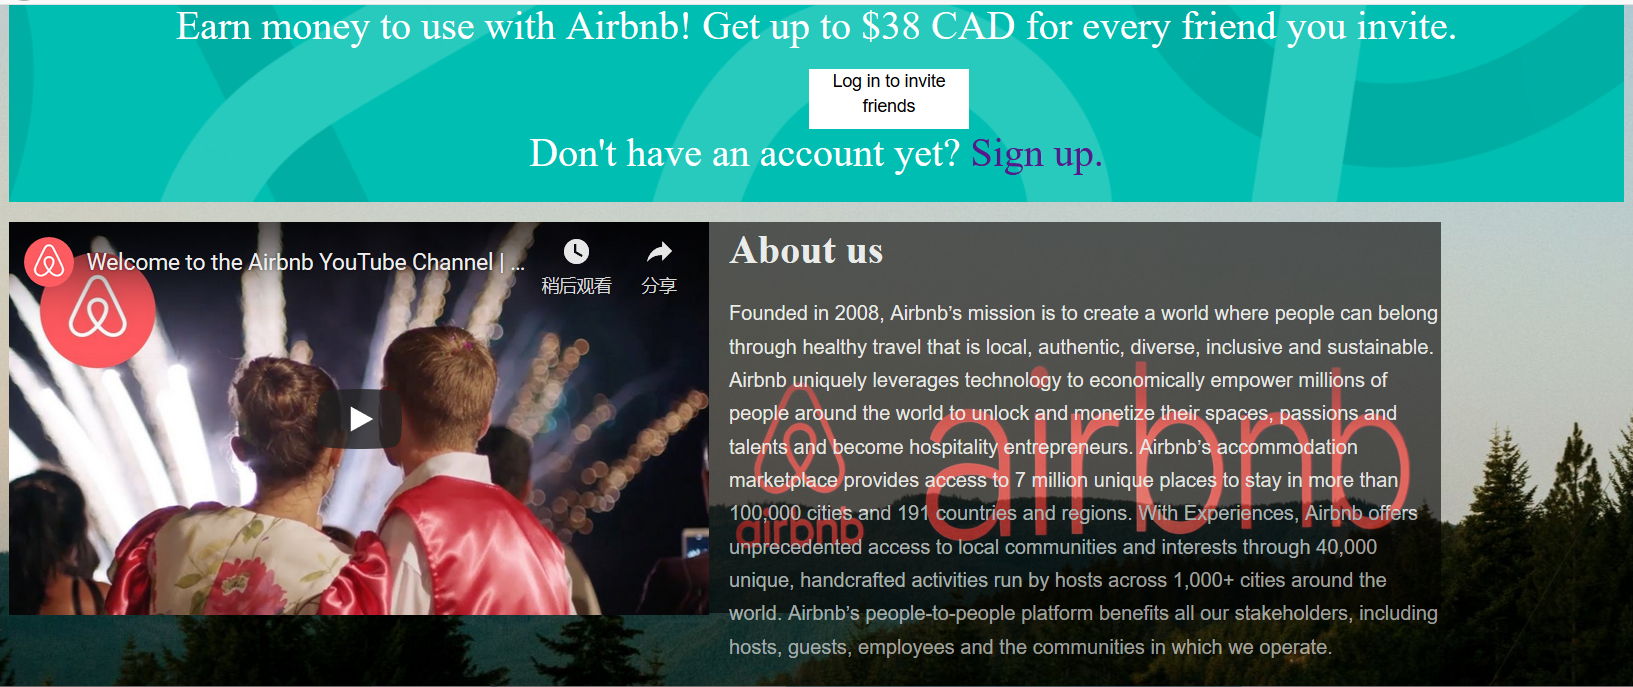 Earn money to use with Airbnb! Get up to $38 CAD for every friend you invite.
Log in to invite
friends
Don't have an account yet? Sign up.
Welcome to the Airbnb YouTube Channel | ...
稍后观看
分享
About us
Founded in 2008, Airbnb’s mission is to create a world where people can belong
through healthy travel that is local, authentic, diverse, inclusive and sustainable.
Airbnb uniquely leverages technology to economically empower millions of
people around the world to unlock and monetize their spaces, passions and
talents and become hospitality entrepreneurs. Airbnb’s accommodation
marketplace provides access to 7 million unique places to stay in more than
100,000 cities and 191 countries and regions. With Experiences, Airbnb offers
unprecedented access to local communities and interests through 40,000
unique, handcrafted activities run by hosts across 1,000+ cities around the
world. Airbnb’s people-to-people platform benefits all our stakeholders, including
hosts, guests, employees and the communities in which we operate.
airbnb
airbnb